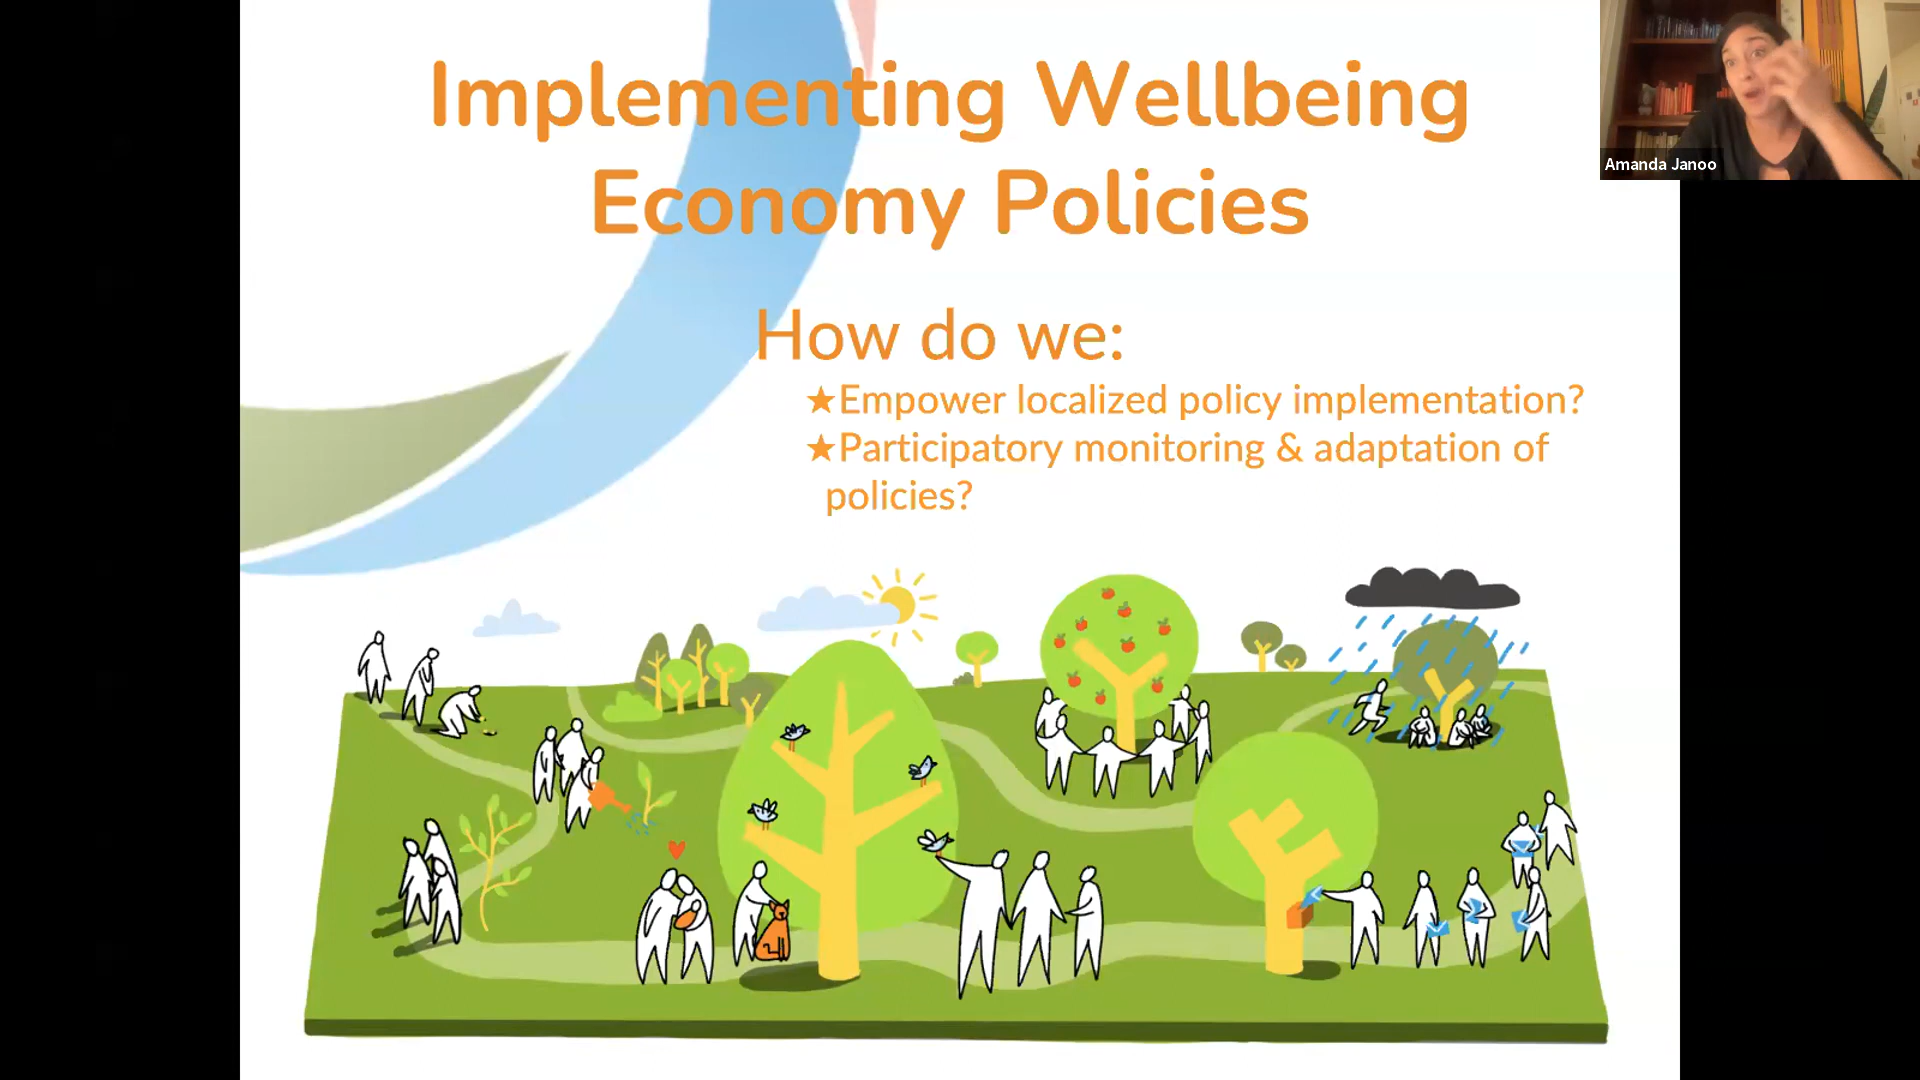 Implementing Wellbeing
Economy Policies
Amanda Janoo
How do we:
★Empower localized policy implementation?
★Participatory monitoring & adaptation of
policies?